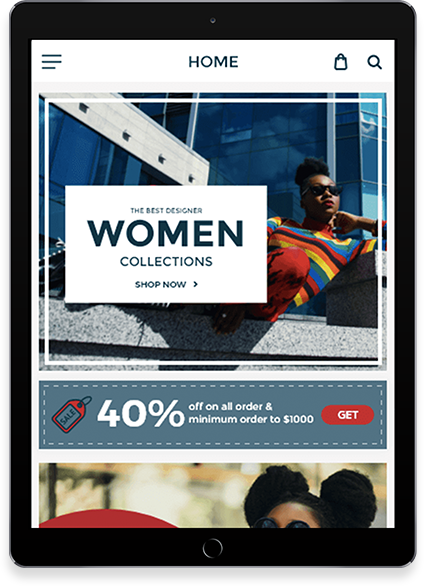 HOME
THE BEST DESIGNER
WOMEN
COLLECTIONS
SHOP NOW
SALE
40%
off on all order &
minimum order to $1000
GET